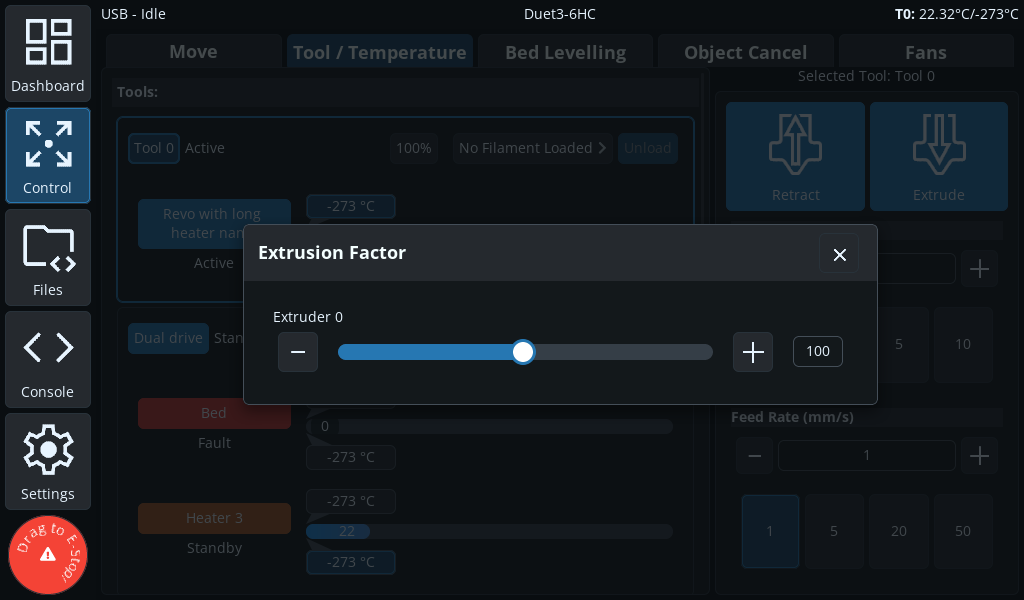 USB - Idle
Duet3-6HC
T0: 22.32°C/-273°C
Dashboard
Control
Files
Console
Settings
Drag to E-Stop!
Move
Tool / Temperature
Bed Levelling
Object Cancel
Fans
Tools:
Tool 0
Active
100%
No Filament Loaded
Unload
-273 °C
Revo with long
heater
Active
Dual drive
Bed
Fault
0
-273 °C
Heater 3
Standby
-273 °C
22
-273 °C
Extrusion Factor
Extruder 0
100
Selected Tool: Tool 0
Retract
Extrude
5
10
Feed Rate (mm/s)
1
1
5
20
50